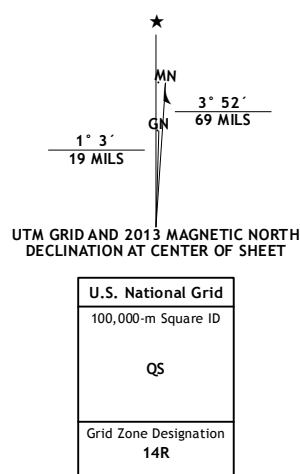 MN
3° 52´
69 MILS
GN
1° 3´
19 MILS
UTM GRID AND 2013 MAGNETIC NORTH
DECLINATION AT CENTER OF SHEET
U.S. National Grid
100,000-m Square ID
QS
Grid Zone Designation
14R